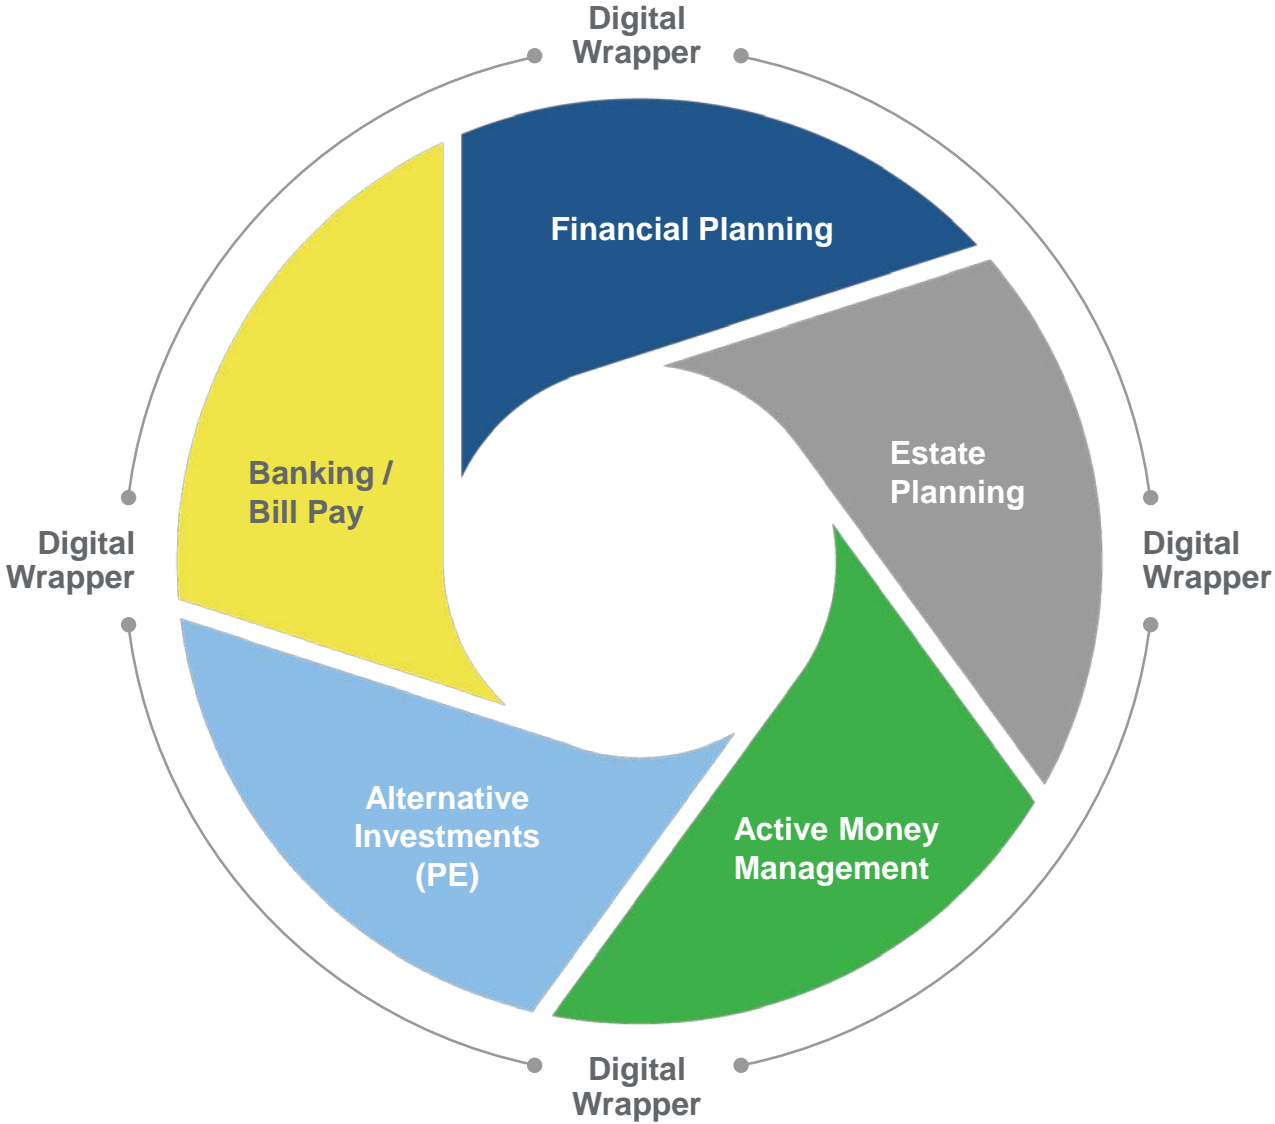 Digital
Wrapper
Financial Planning
Estate
Planning
Banking /
Bill Pay
Digital
Wrapper
Digital
Wrapper
Alternative
Investments
(PE)
Active Money
Management
Digital
Wrapper